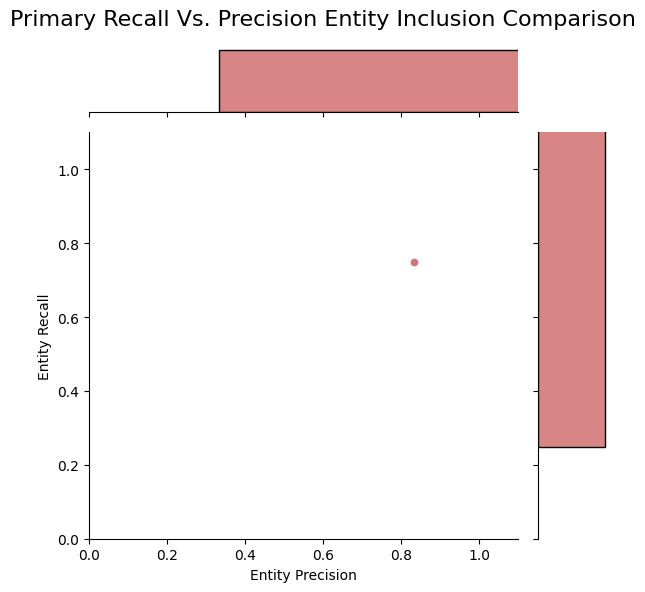 Primary Recall Vs. Precision Entity Inclusion Comparison
1.0
0.8
0.6
0.4
0.2
0.0
Entity Recall
0.0 0.2 0.4 0.6 0.8 1.0
Entity Precision